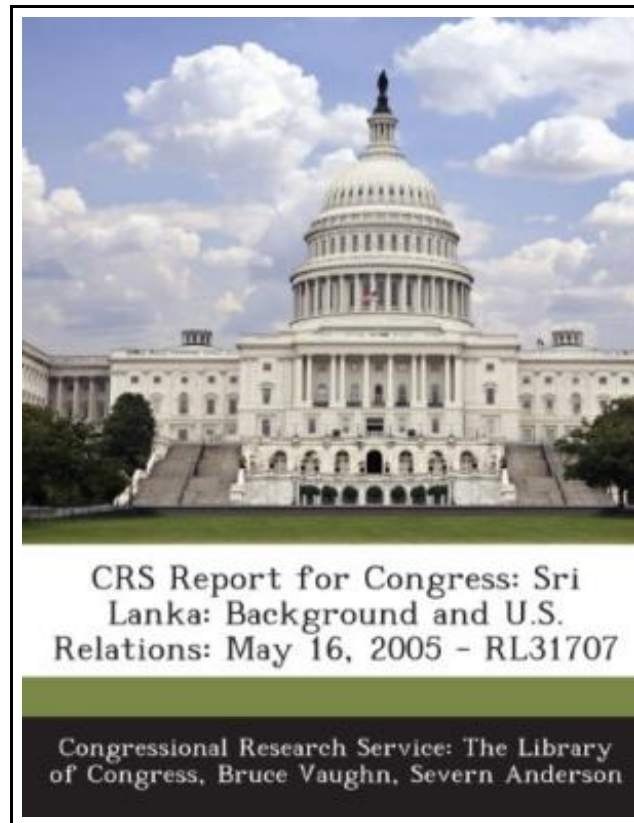 CRS Report for Congress: Sri
Lanka: Background and U.S.
Relations: May 16, 2005 - RL31707
Congressional Research Service: The Library
of Congress, Bruce Vaughn, Severn Anderson